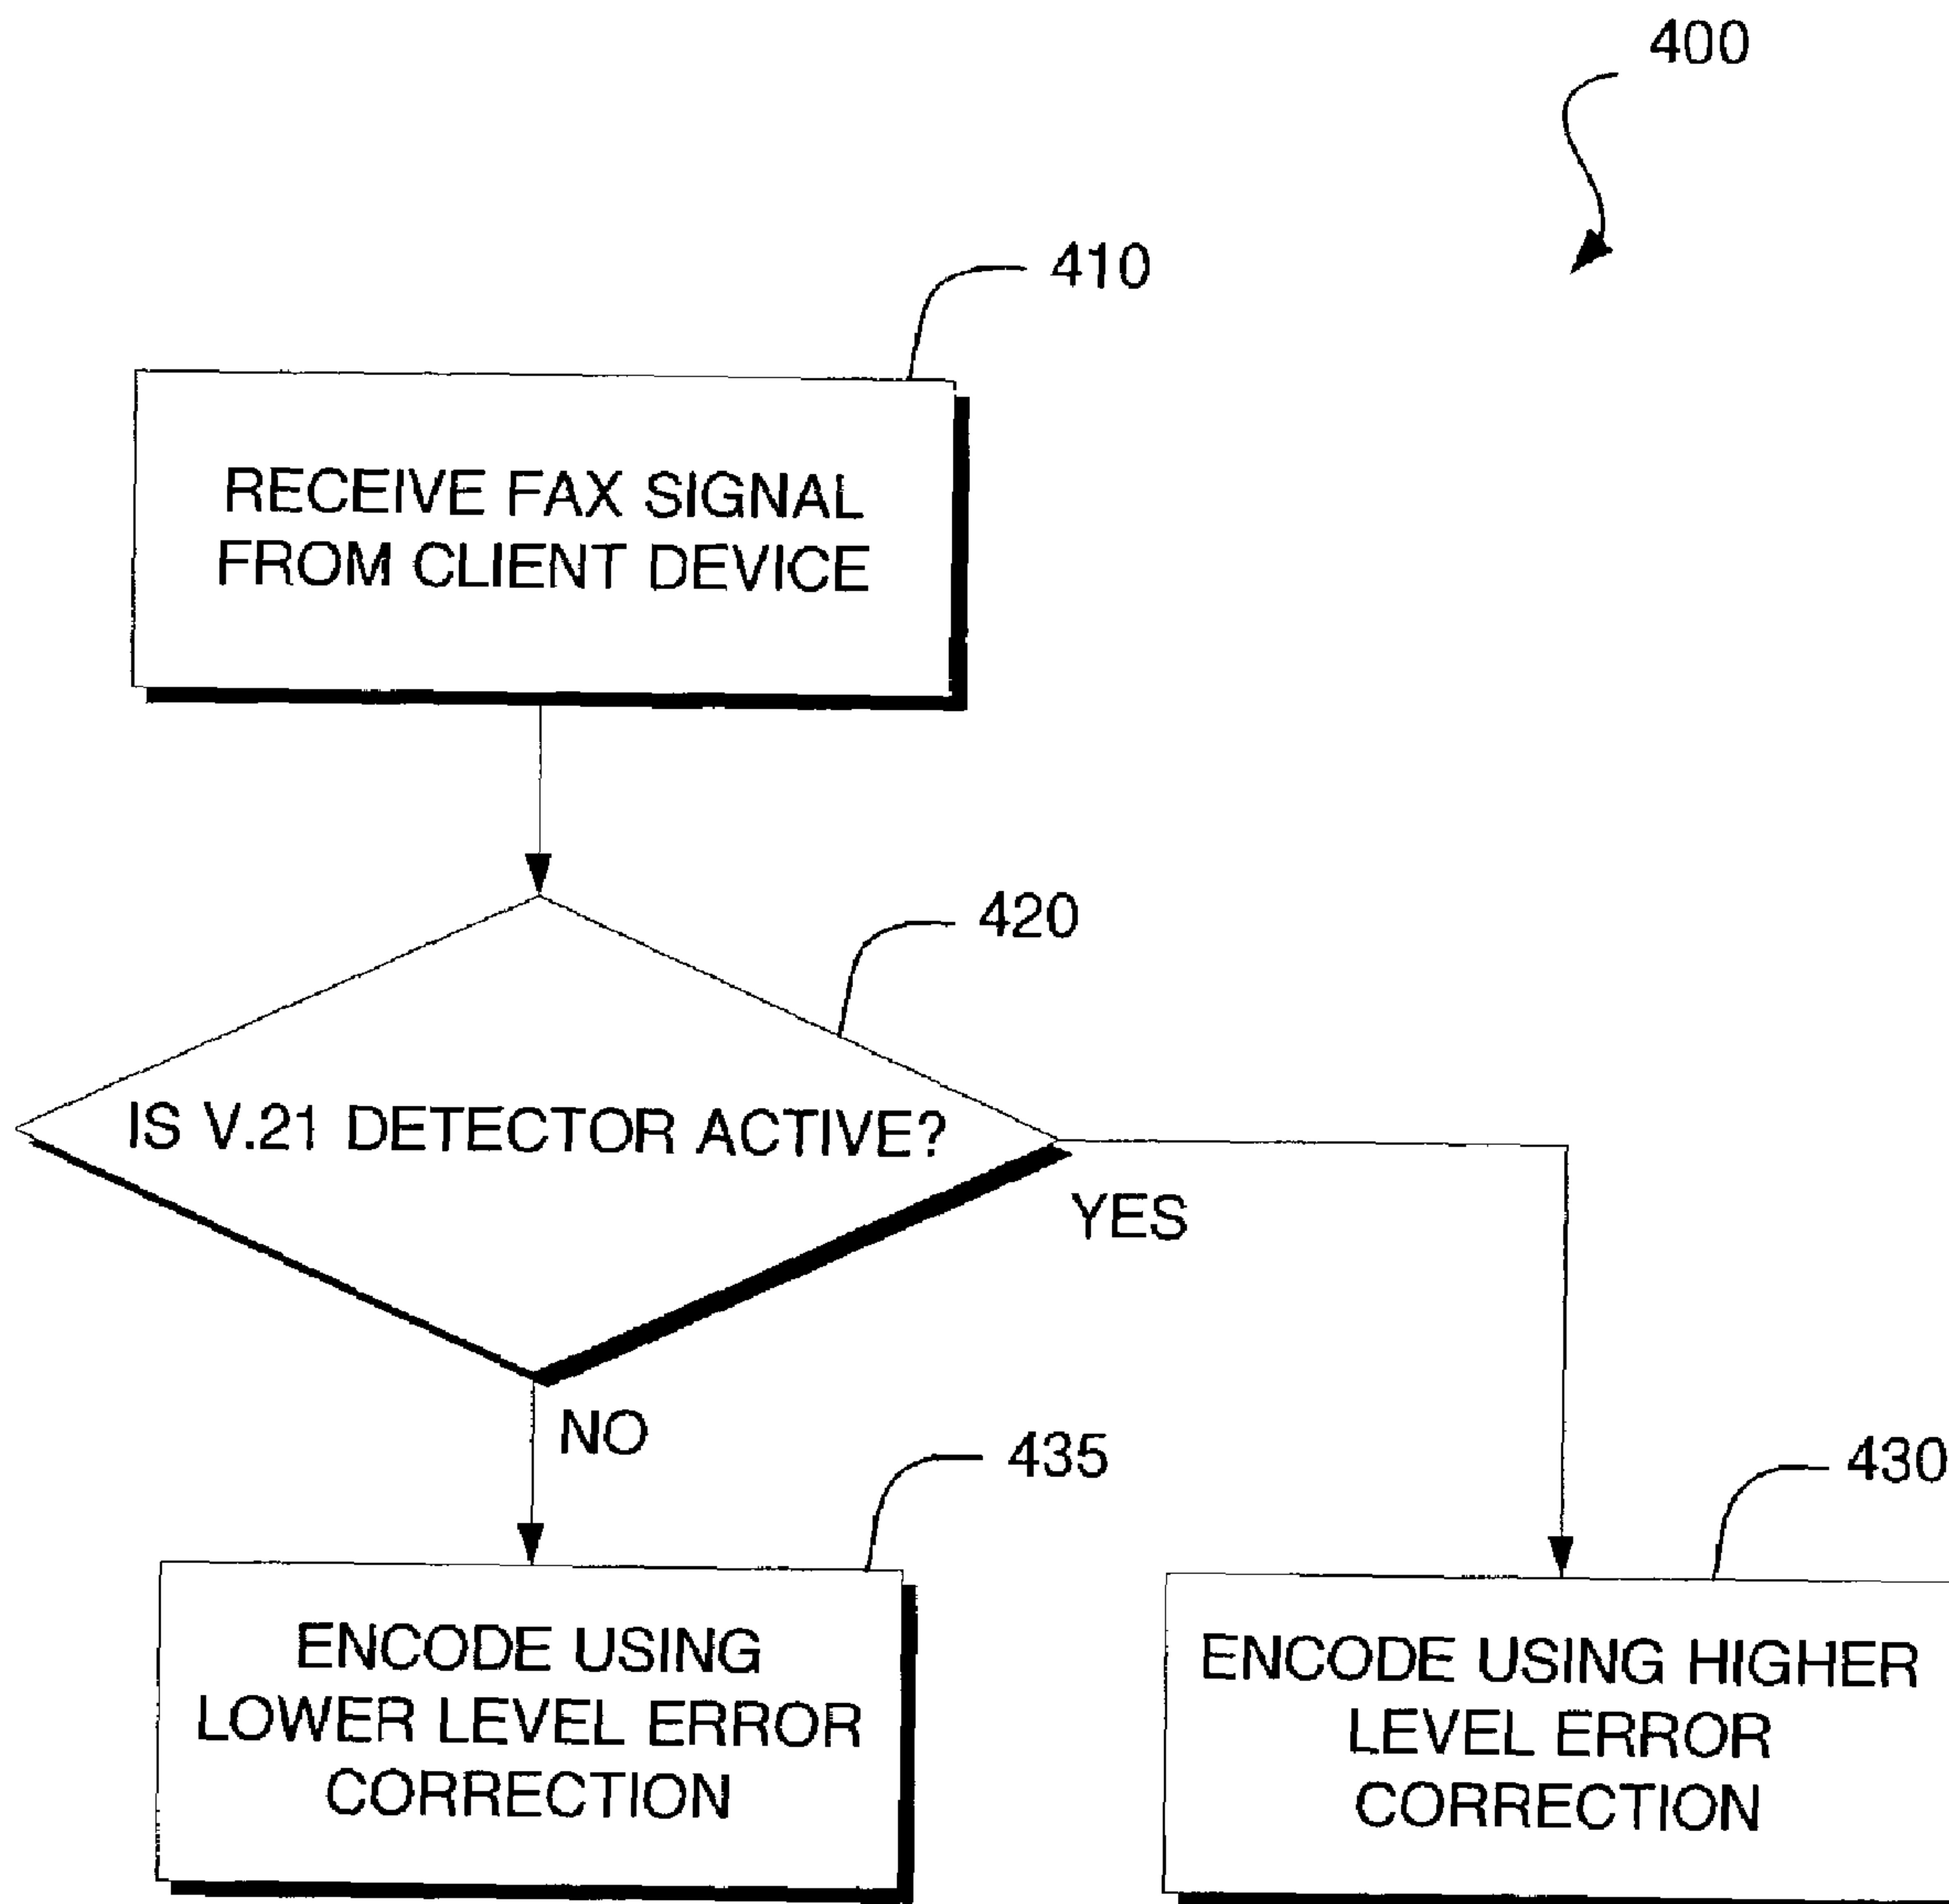 400
410
RECEIVE FAX SIGNAL
FROM CLIENT DEVICE
420
IS V.21 DETECTOR ACTIVE?
YES
NO
435
430
ENCODE USING
LOWER LEVEL ERROR
CORRECTION
ENCODE USING HIGHER
LEVEL ERROR
CORRECTION